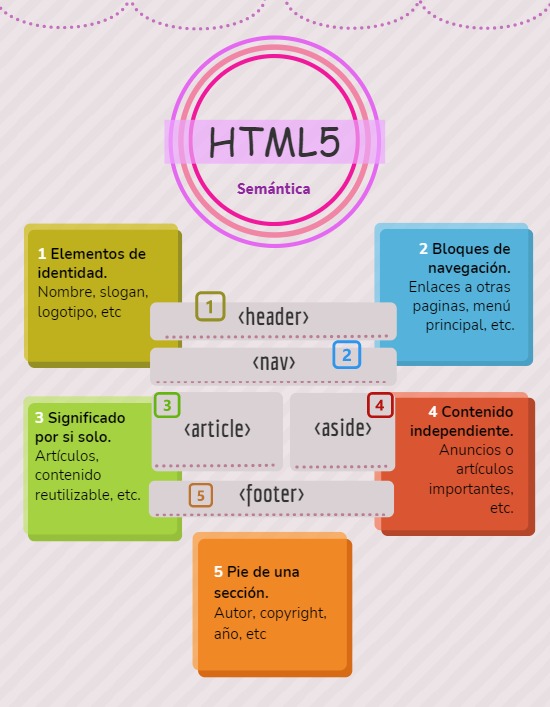 HTML5
Semántica
1 Elementos de
identidad.
Nombre, slogan,
logotipo, etc
2 Bloques de
navegación.
Enlaces a otras
paginas, menú
principal, etc.
1
<header>
<nav>
2
3
<article>
4
<aside>
3 Significado
por si solo.
Artículos,
contenido
reutilizable, etc.
4 Contenido
independiente.
Anuncios o
artículos
importantes,
etc.
5
<footer>
5 Pie de una
sección.
Autor, copyright,
año, etc